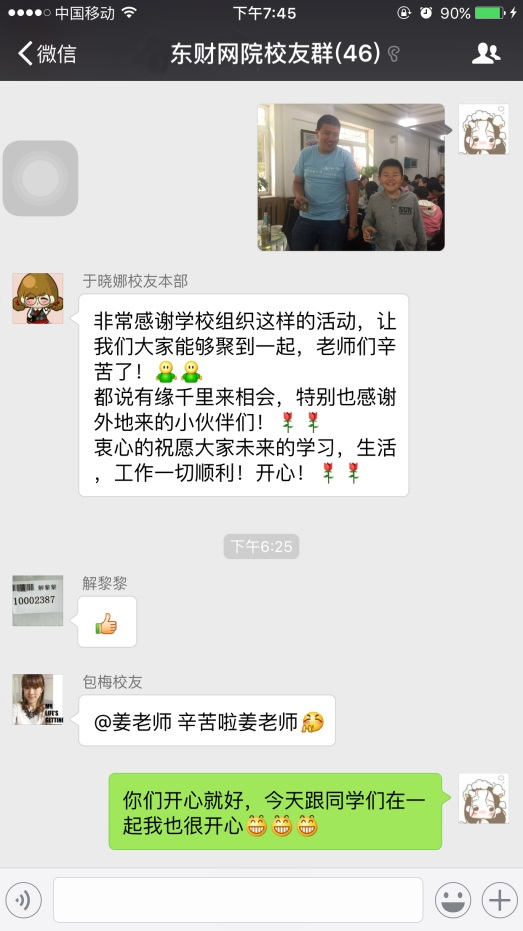 中国移动 下午7:45 90%
微信 东财网院校友群(46)
于晓娜校友本部
非常感谢学校组织这样的活动，让
我们大家能够聚到一起，老师们辛
苦了！
都说有缘千里来相会，特别也感谢
外地来的小伙伴们！
衷心的祝愿大家未来的学习，生活
，工作一切顺利！开心！
下午6:25
解黎黎
解黎黎
10002387
包梅校友
MY
LIFE'S
GETTING
@姜老师 辛苦啦姜老师
你们开心就好，今天跟同学们在一
起我也很开心